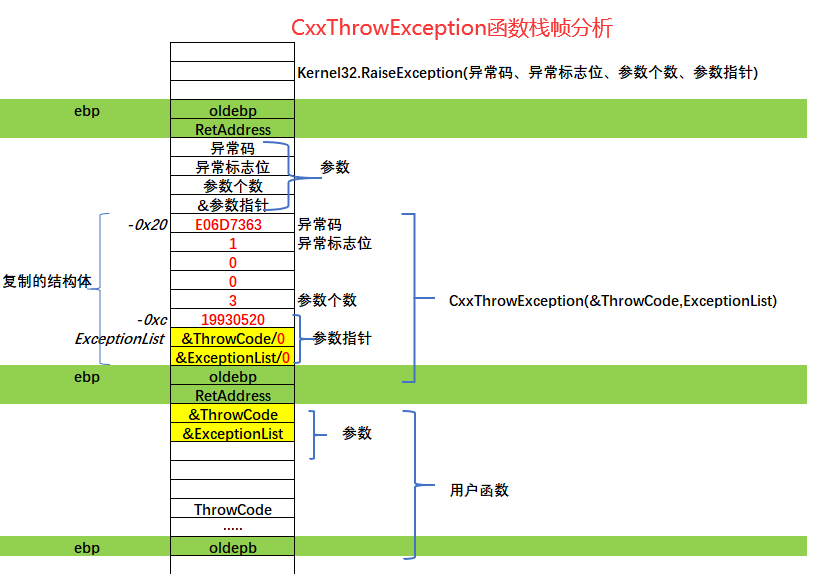 CxxThrowException函数栈帧分析
Kernel32.RaiseException(异常码、异常标志位、参数个数、参数指针)
ebp oldebp
RetAddress
异常码
异常标志位 参数
参数个数
&参数指针
-0x20 E06D7363 异常码
1 异常标志位
0
复制的结构体 0
3 参数个数 CxxThrowException(&ThrowCode,ExceptionList)
-0xc 19930520
ExceptionList &ThrowCode/0 参数指针
&ExceptionList/0
ebp oldebp
RetAddress
&ThrowCode
&ExceptionList 参数
用户函数
ThrowCode
.....
ebp oldepb